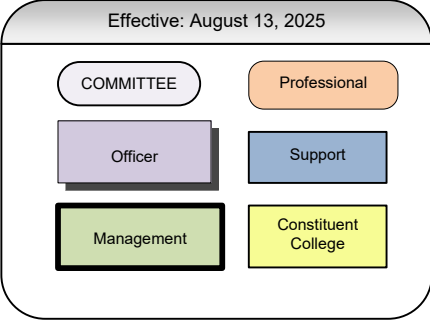 Effective: August 13, 2025
COMMITTEE
Professional
Officer
Support
Management
Constituent
College